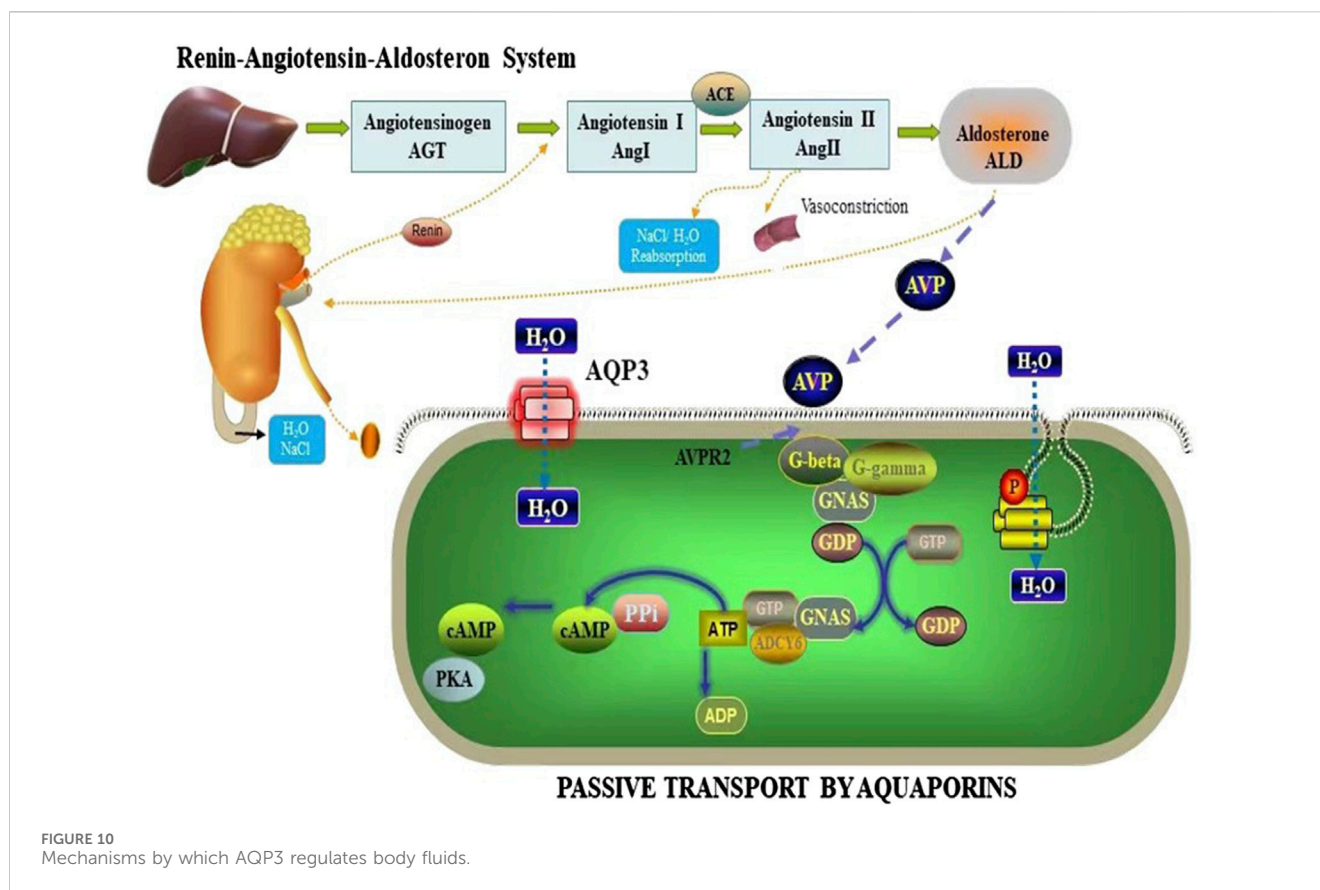 Renin-Angiotensin-Aldosteron System
ACE
Angiotensinogen
AGT
Angiotensin I
AngI
Angiotensin II
AngII
Aldosterone
ALD
Renin
NaCl/ H₂O
Reabsorption
Vasoconstriction
AVP
H₂O
AQP3
AVP
H₂O
H₂O
NaCl
AVPR2
G-beta
G-gamma
GNAS
P
H₂O
GDP
GTP
H₂O
cAMP
PKA
cAMP
PPi
ATP
GTP
GNAS
ADCY6
GDP
ADP
PASSIVE TRANSPORT BY AQUAPORINS
FIGURE 10
Mechanisms by which AQP3 regulates body fluids.